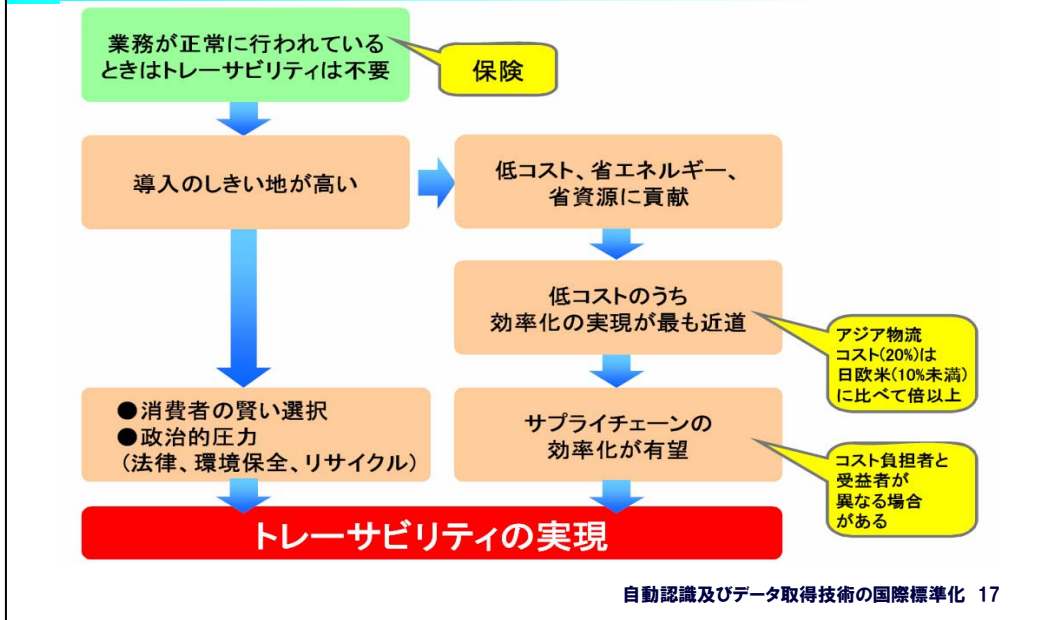 業務が正常に行われている
ときはトレーサビリティは不要
保険
導入のしきい地が高い
低コスト、省エネルギー、
省資源に貢献
低コストのうち
効率化の実現が最も近道
アジア物流
コスト(20%)は
日欧米(10%未満)
に比べて倍以上
●消費者の賢い選択
●政治的圧力
(法律、環境保全、リサイクル)
サプライチェーンの
効率化が有望
コスト負担者と
受益者が
異なる場合
がある
トレーサビリティの実現
自動認識及びデータ取得技術の国際標準化 17